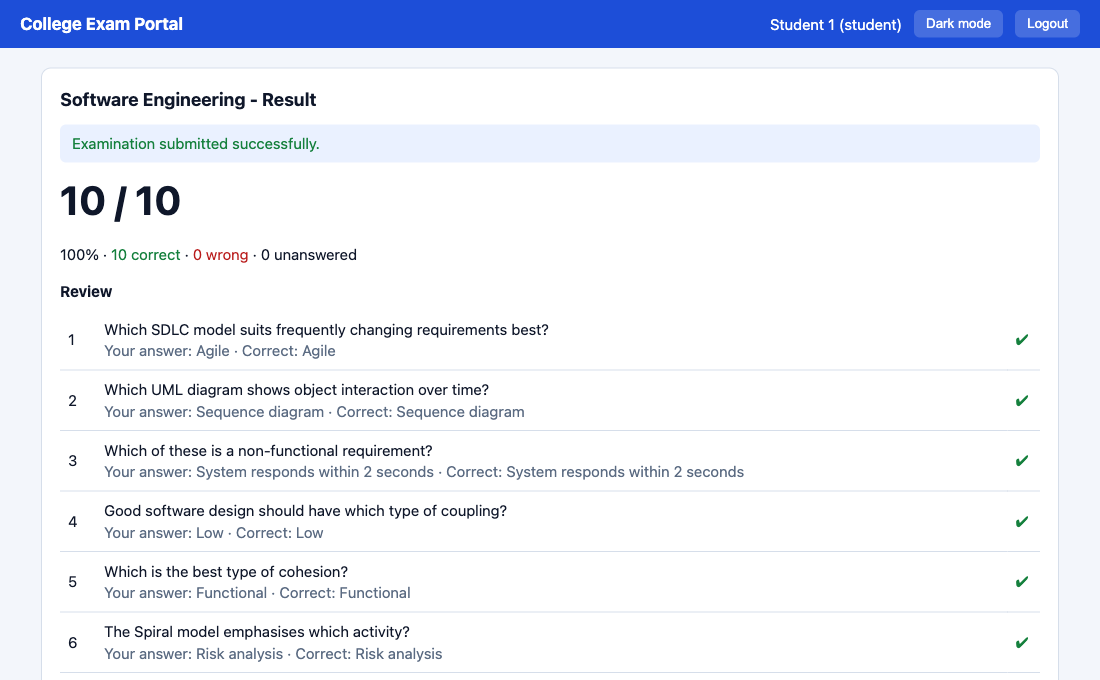 College Exam Portal
Student 1 (student)
Dark mode
Logout
Software Engineering - Result
Examination submitted successfully.
10 / 10
100% · 10 correct · 0 wrong · 0 unanswered
Review
1
Which SDLC model suits frequently changing requirements best?
Your answer: Agile · Correct: Agile
✔
2
Which UML diagram shows object interaction over time?
Your answer: Sequence diagram · Correct: Sequence diagram
✔
3
Which of these is a non-functional requirement?
Your answer: System responds within 2 seconds · Correct: System responds within 2 seconds
✔
4
Good software design should have which type of coupling?
Your answer: Low · Correct: Low
✔
5
Which is the best type of cohesion?
Your answer: Functional · Correct: Functional
✔
6
The Spiral model emphasises which activity?
Your answer: Risk analysis · Correct: Risk analysis
✔